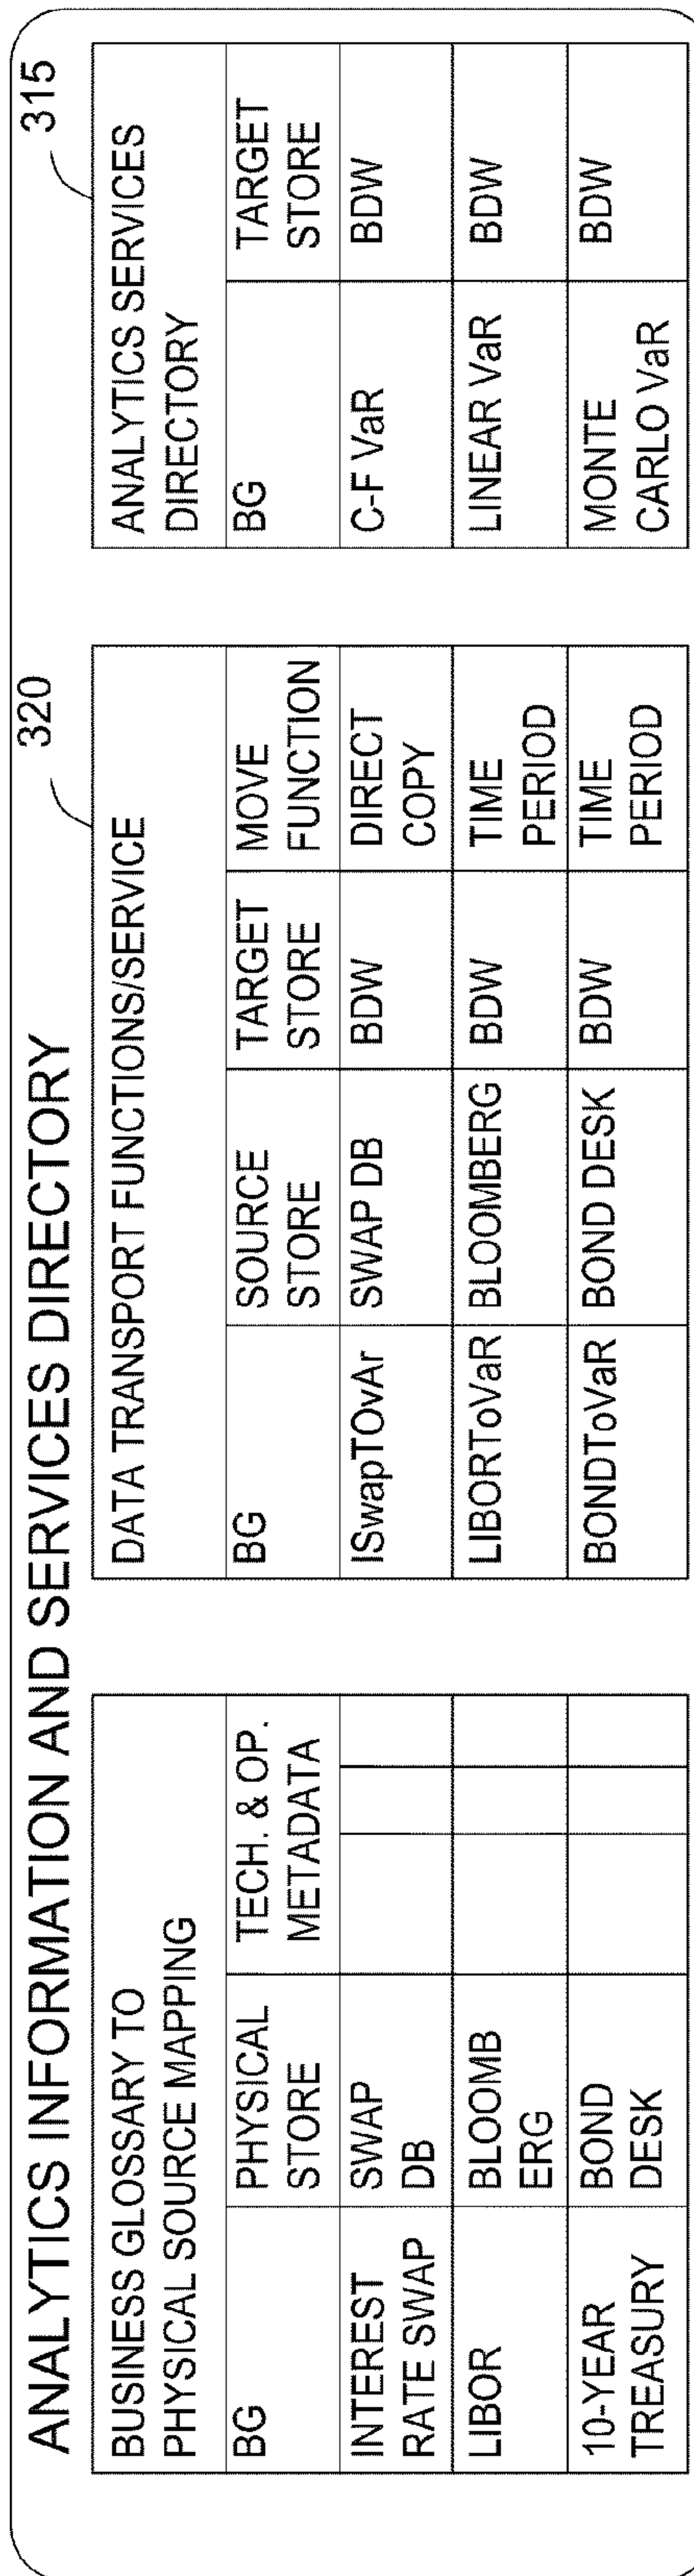 ANALYTICS INFORMATION AND SERVICES DIRECTORY
BUSINESS GLOSSARY TO
PHYSICAL SOURCE MAPPING
BG
PHYSICAL
STORE
TECH. & OP.
METADATA
INTEREST
RATE SWAP
SWAP
DB
LIBOR
BLOOMB
ERG
10-YEAR
TREASURY
BOND
DESK
320
DATA TRANSPORT FUNCTIONS/SERVICE
BG
SOURCE
STORE
TARGET
STORE
MOVE
FUNCTION
ISwapTOvAr
SWAP DB
BDW
DIRECT
COPY
LIBORToVaR
BLOOMBERG
BDW
TIME
PERIOD
BONDToVaR
BOND DESK
BDW
TIME
PERIOD
315
ANALYTICS SERVICES
DIRECTORY
BG
TARGET
STORE
C-F VaR
BDW
LINEAR VaR
BDW
MONTE
CARLO VaR
BDW